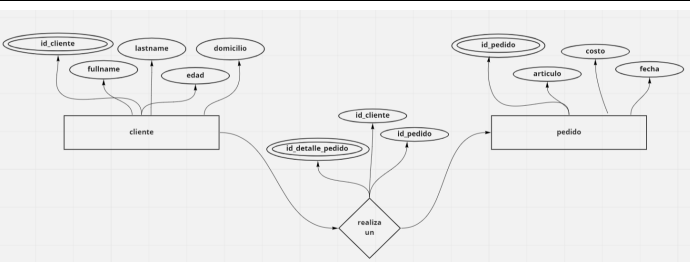 id_cliente
lastname
domicilio
fullname
edad
cliente
id_cliente
id_pedido
id_detalle_pedido
realiza
un
id_pedido
costo
articulo
fecha
pedido